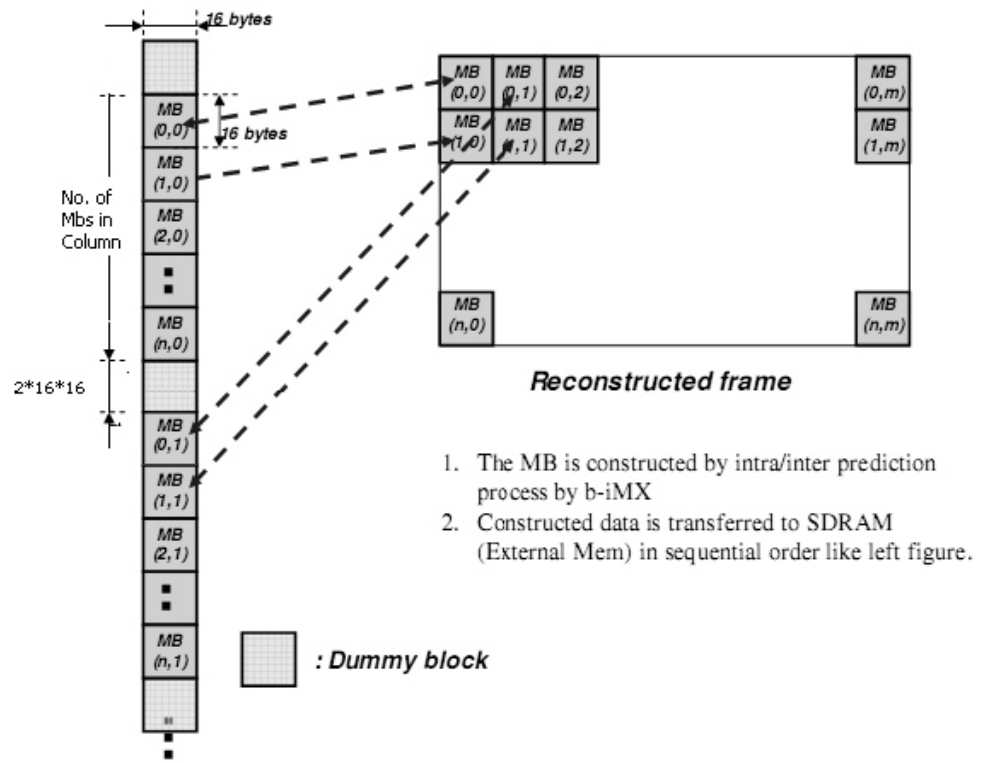 16 bytes
MB
(0,0)
16 bytes
MB
(1,0)
No. of
Mbs in
Column
MB
(2,0)
MB
(n,0)
2*16*16
MB
(0,1)
MB
(1,1)
MB
(2,1)
MB
(n,1)
MB
(0,0)
MB
(0,1)
MB
(0,2)
MB
(0,m)
MB
(1,0)
MB
(1,1)
MB
(1,2)
MB
(1,m)
MB
(n,0)
MB
(n,m)
Reconstructed frame
1. The MB is constructed by intra/inter prediction
process by b-iMX
2. Constructed data is transferred to SDRAM
(External Mem) in sequential order like left figure.
: Dummy block